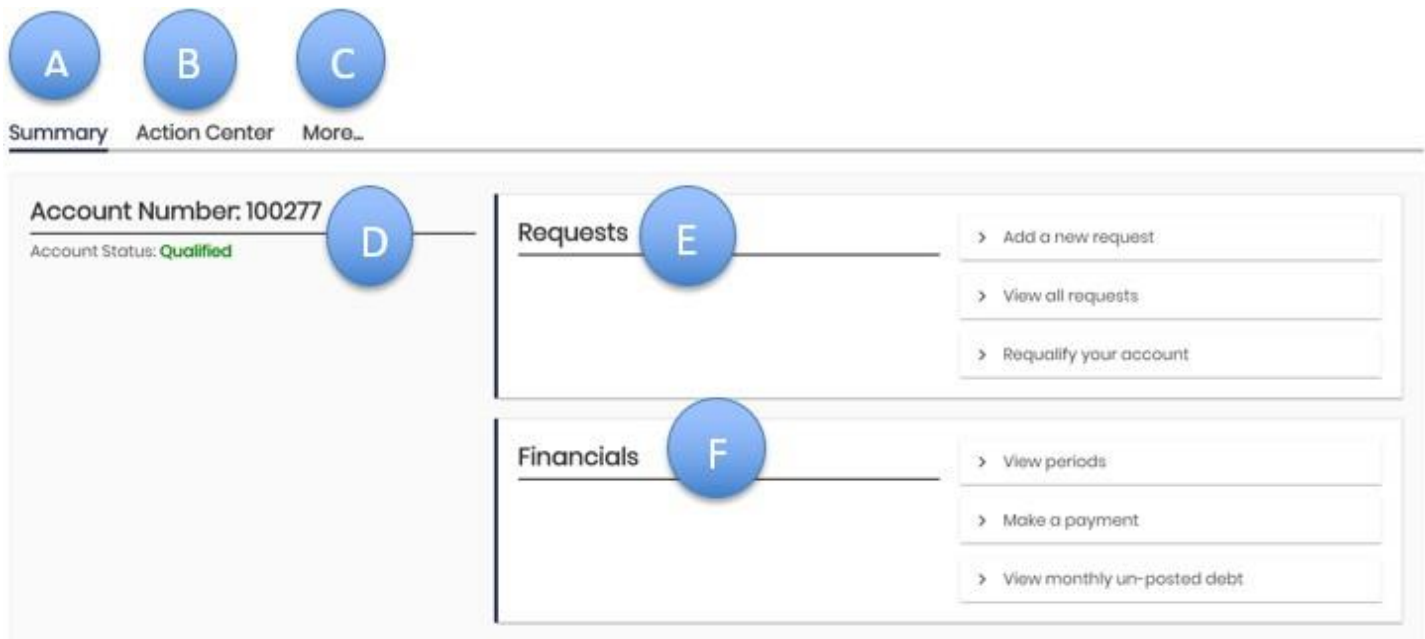 A B C
Summary Action Center More...
Account Number: 100277
D
Account Status: Qualified
Requests
E
> Add a new request
> View all requests
> Requalify your account
Financials
F
> View periods
> Make a payment
> View monthly un-posted debt